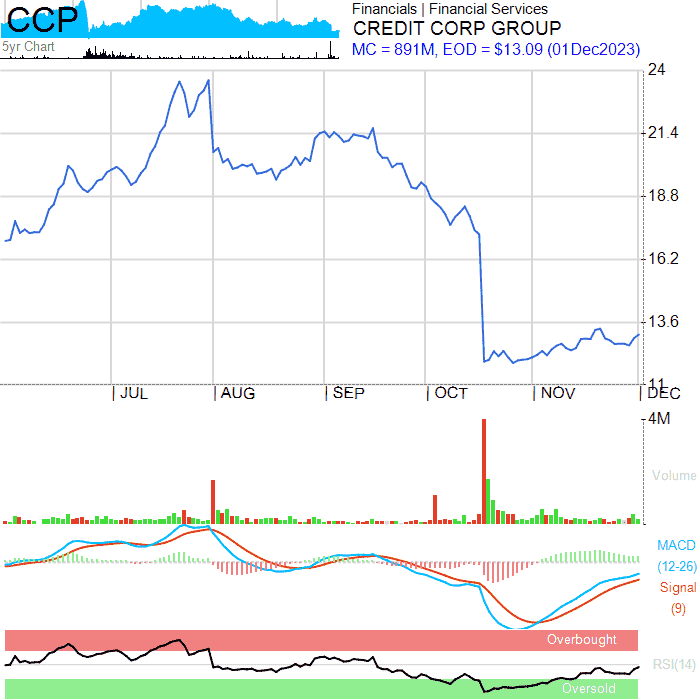 CCP
5yr Chart
Financials | Financial Services
CREDIT CORP GROUP
MC = 891M, EOD = $13.09 (01Dec2023)
24
21.4
18.8
16.2
13.6
11
JUL AUG SEP OCT NOV DEC
4M
Volume
MACD
(12-26)
Signal
(9)
Overbought
RSI(14)
Oversold